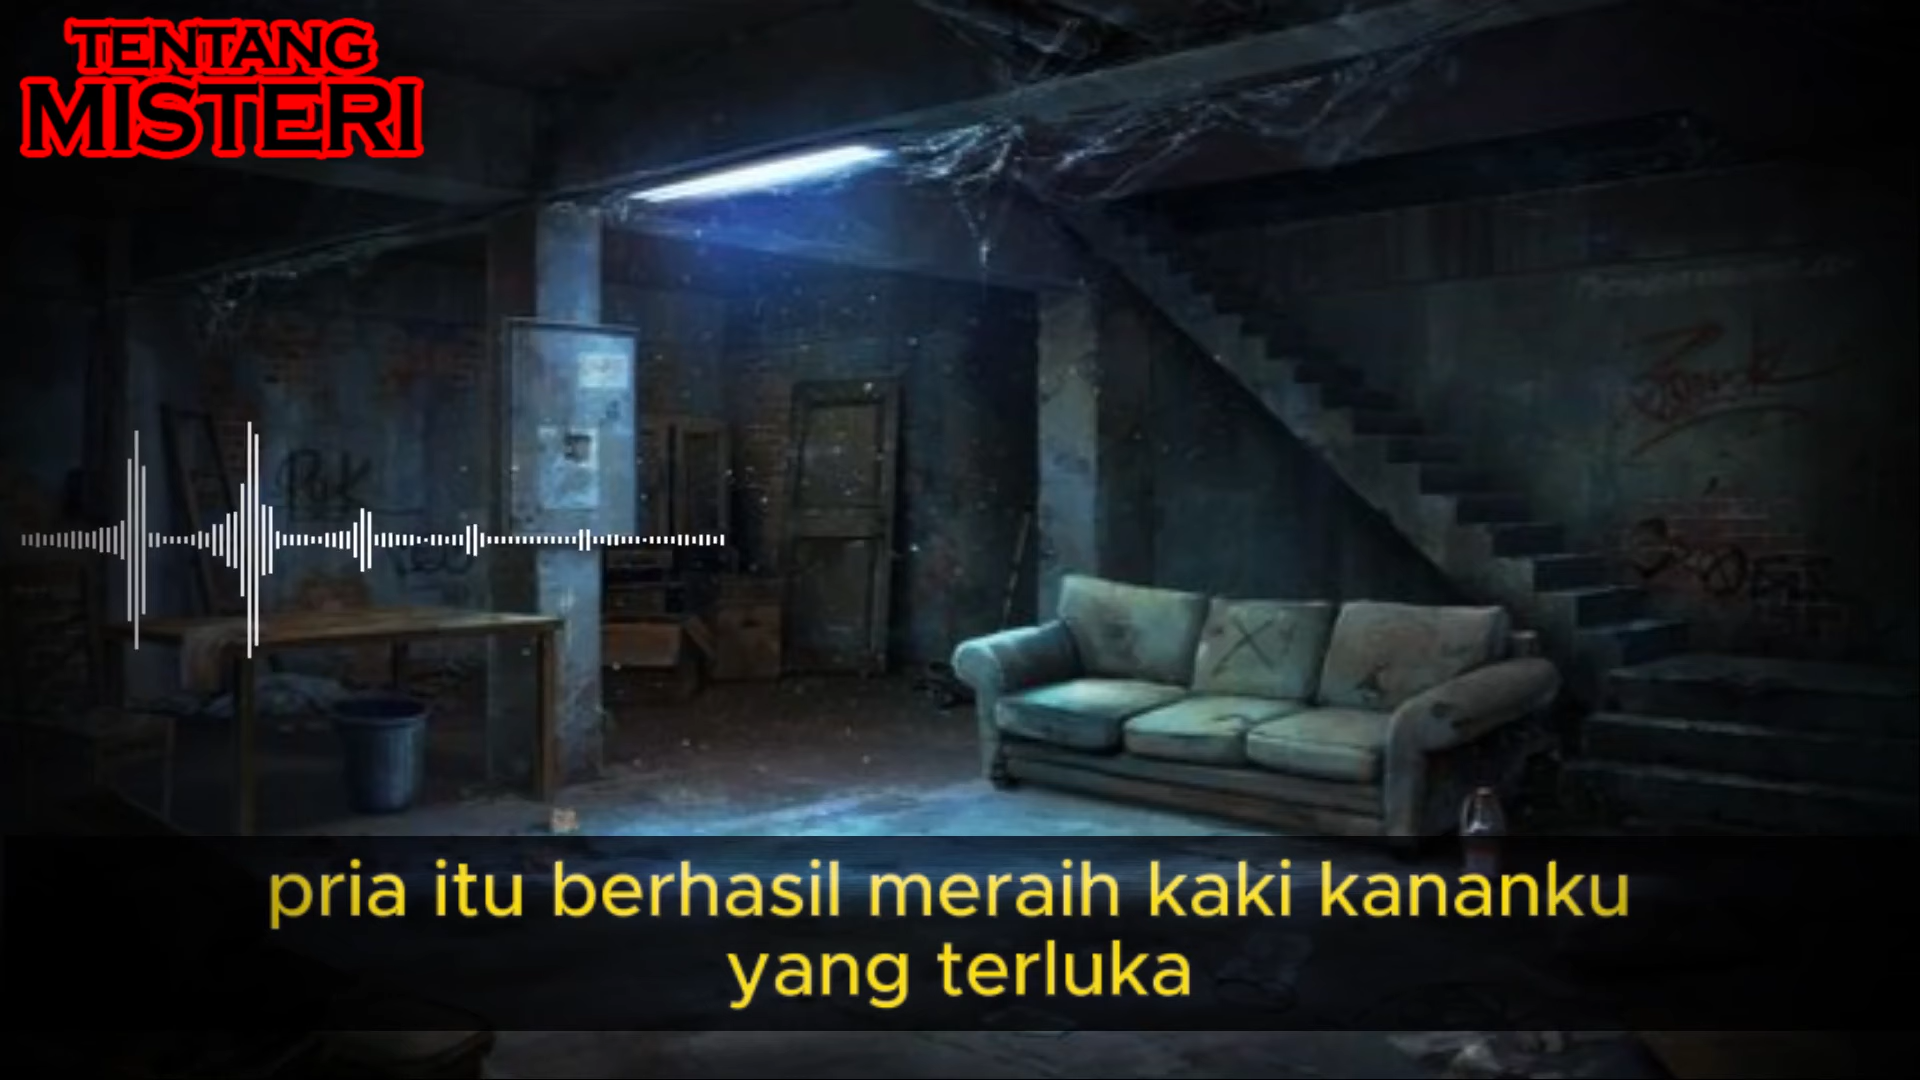 TENTANG
MISTERI
pria itu berhasil meraih kaki kananku
yang terluka